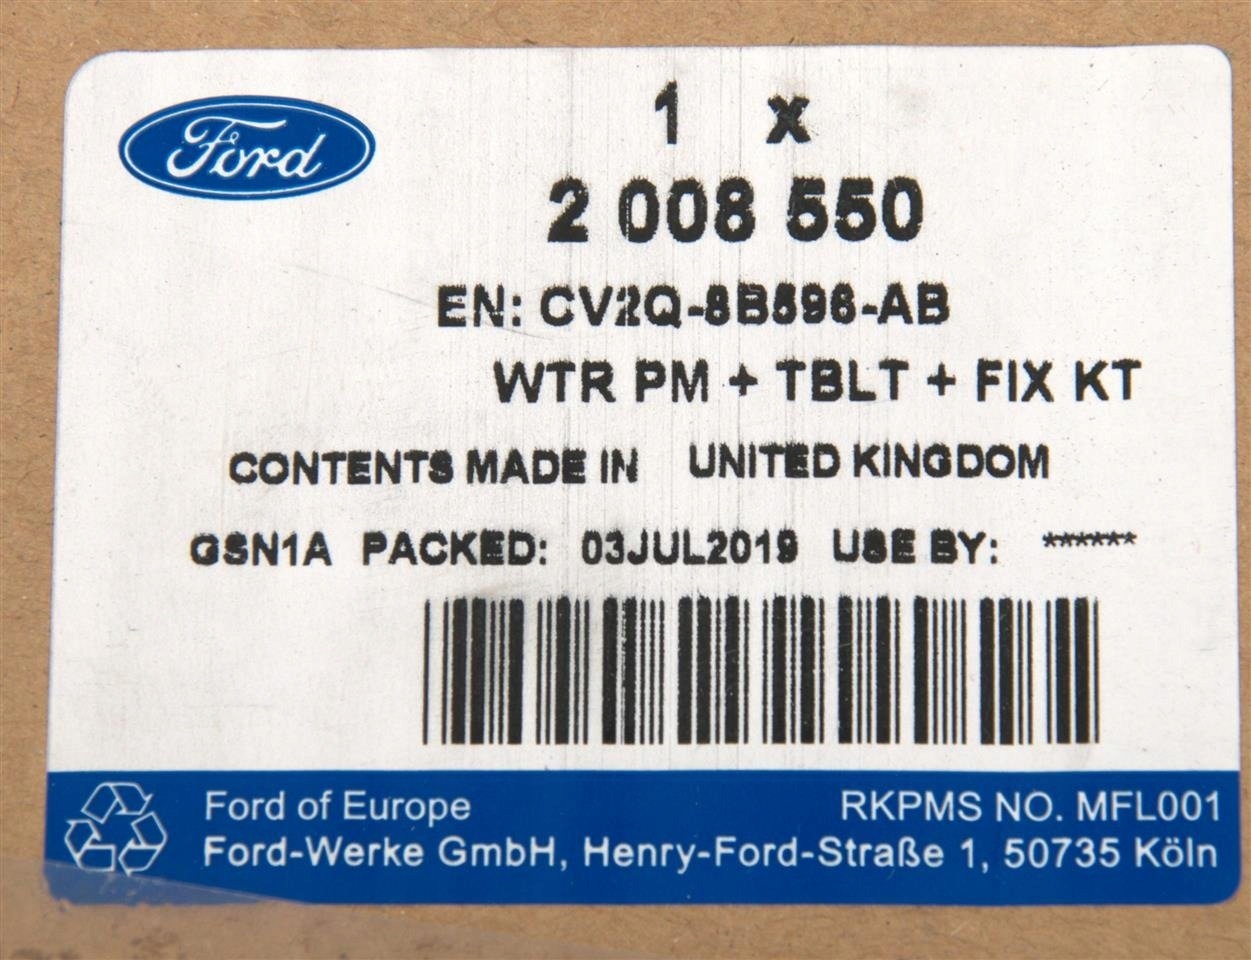 Ford
1 x
2 008 550
EN: CV2Q-8B596-AB
WTR PM + TBLT + FIX KT
CONTENTS MADE IN UNITED KINGDOM
GSN1A PACKED: 03JUL2019 USE BY: ******
Ford of Europe RKPMS NO. MFL001
Ford-Werke GmbH, Henry-Ford-Straße 1, 50735 Köln